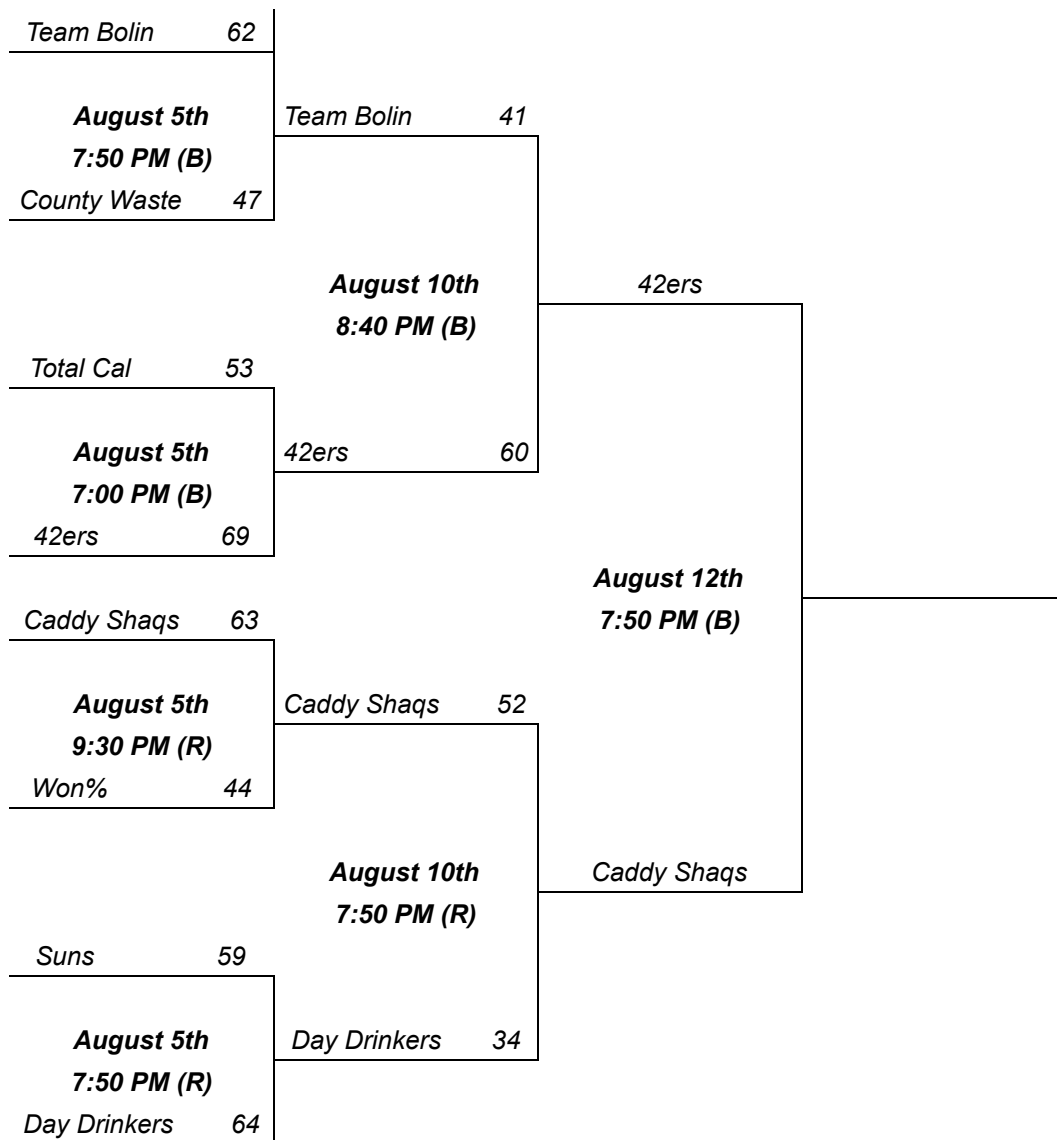 Team Bolin 62
August 5th
Team Bolin 41
7:50 PM (B)
County Waste 47
August 10th
42ers
8:40 PM (B)
Total Cal 53
August 5th
42ers 60
7:00 PM (B)
42ers 69
August 12th
7:50 PM (B)
Caddy Shaqs 63
August 5th
Caddy Shaqs 52
9:30 PM (R)
Won% 44
August 10th
Caddy Shaqs
7:50 PM (R)
Suns 59
August 5th
Day Drinkers 34
7:50 PM (R)
Day Drinkers 64